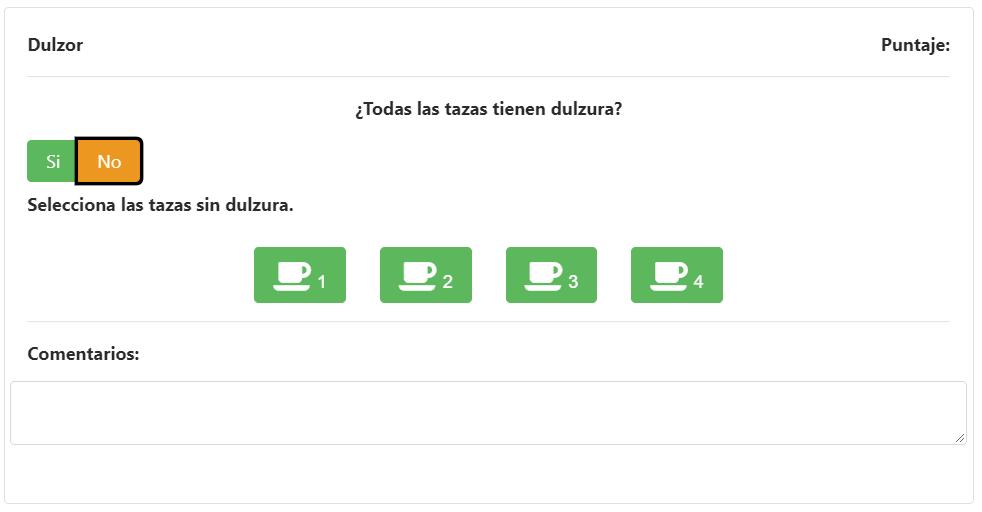 Dulzor
Puntaje:
¿Todas las tazas tienen dulzura?
Si No
Selecciona las tazas sin dulzura.
1 2 3 4
Comentarios: